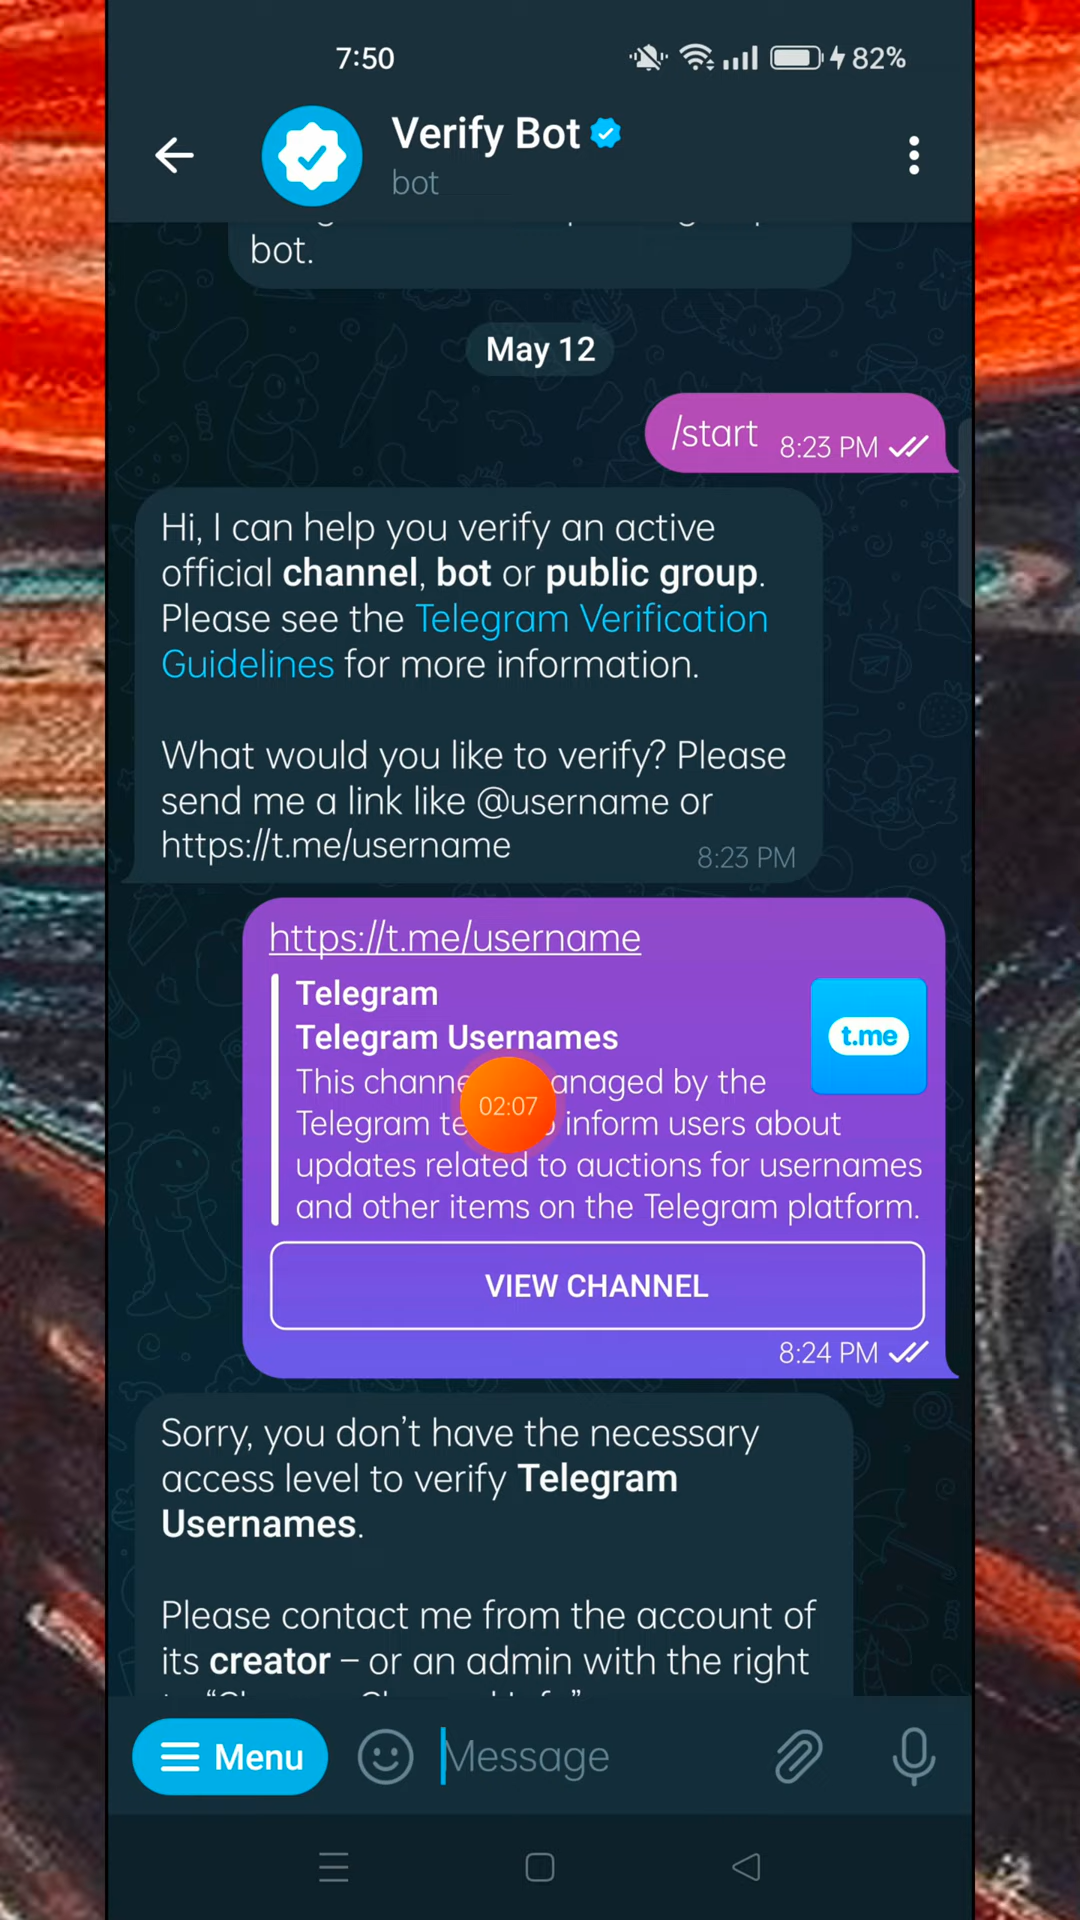 7:50
82%
Verify Bot
bot
bot.
May 12
/start 8:23 PM
Hi, I can help you verify an active
official channel, bot or public group.
Please see the Telegram Verification
Guidelines for more information.
What would you like to verify? Please
send me a link like @username or
https://t.me/username
8:23 PM
https://t.me/username
Telegram
Telegram Usernames
t.me
This managed by the
Telegram inform users about
updates related to auctions for usernames
and other items on the Telegram platform.
02:07
VIEW CHANNEL
8:24 PM
Sorry, you don't have the necessary
access level to verify Telegram
Usernames.
Please contact me from the account of
its creator – or an admin with the right
Menu
Message